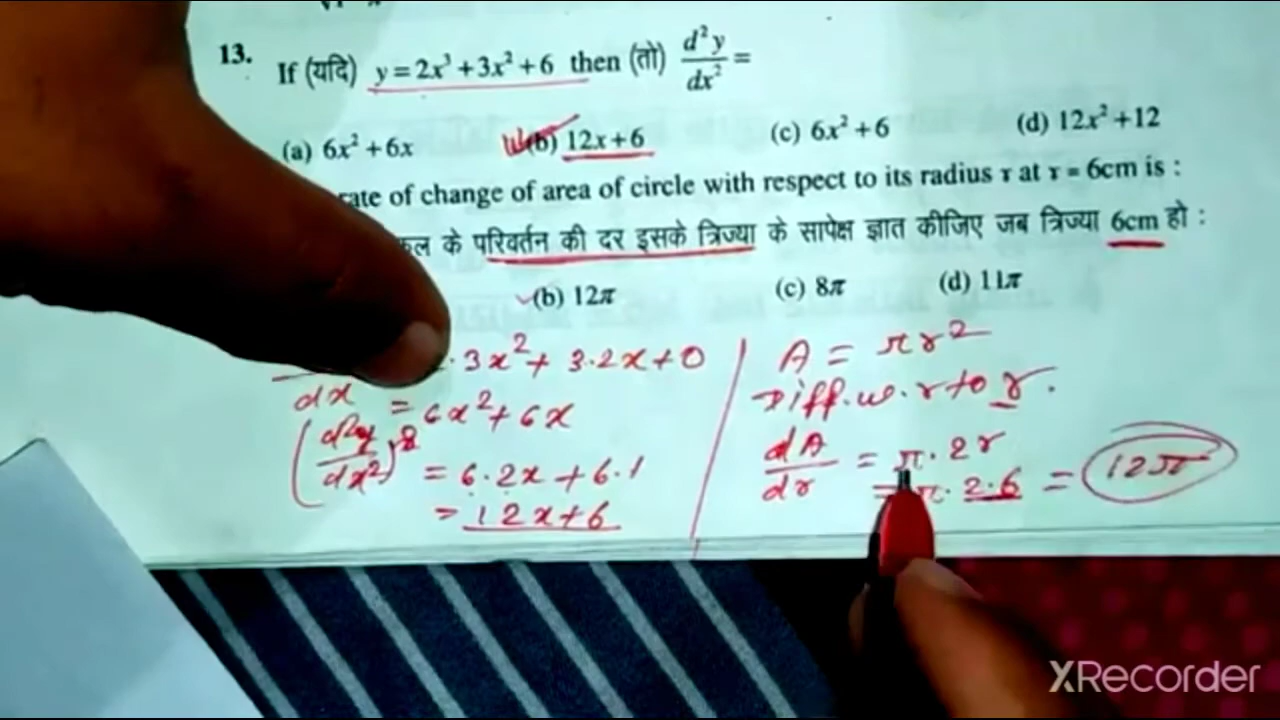 13. If (यदि) y = 2x³ + 3x² + 6 then (तो) d²y/dx² =
(a) 6x² + 6x (b) 12x + 6 (c) 6x² + 6 (d) 12x² + 12
rate of change of area of circle with respect to its radius r at r = 6cm is :
के परिवर्तन की दर इसके त्रिज्या के सापेक्ष ज्ञात कीजिए जब त्रिज्या 6cm हो :
(b) 12π (c) 8π (d) 11π
dx
· 3x² + 3·2x + 0
= 6x² + 6x
(d²y/dx²)
= 6·2x + 6·1
= 12x + 6
A = πr²
Diff. w. r to r.
dA/dr = π · 2r
= π · 2·6 = 12π
XRecorder